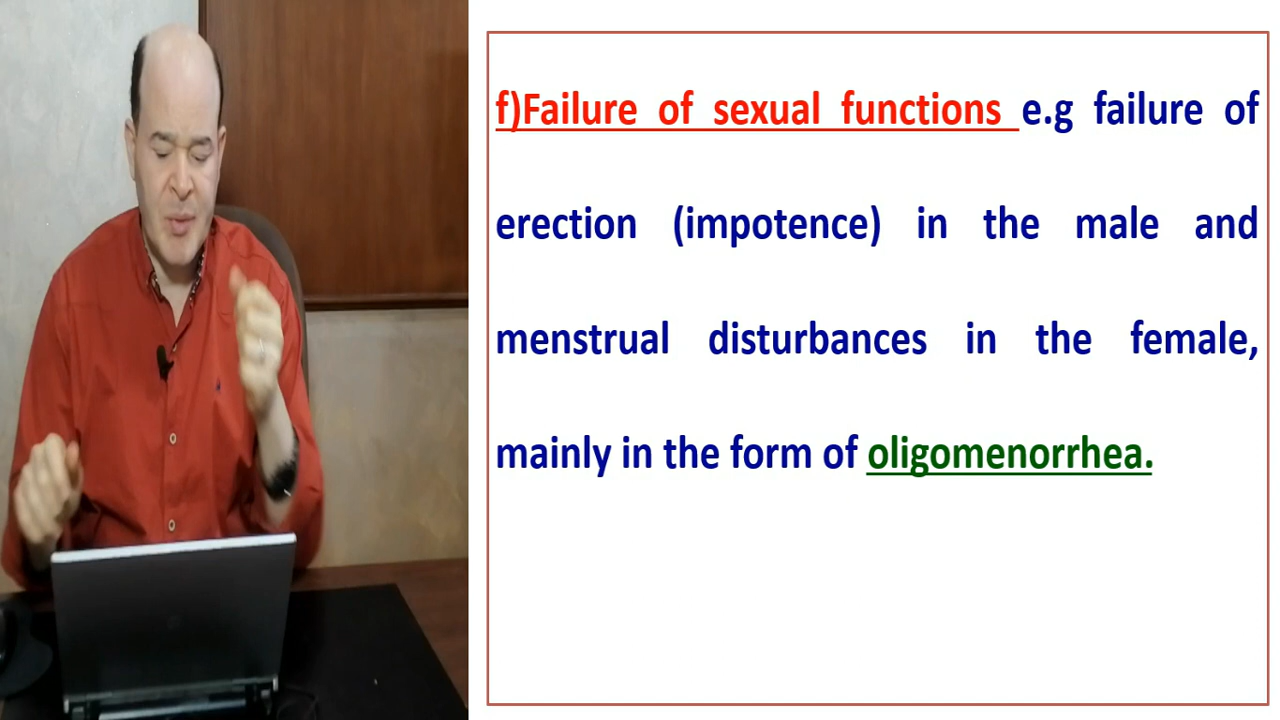 f)Failure of sexual functions e.g failure of
erection (impotence) in the male and
menstrual disturbances in the female,
mainly in the form of oligomenorrhea.